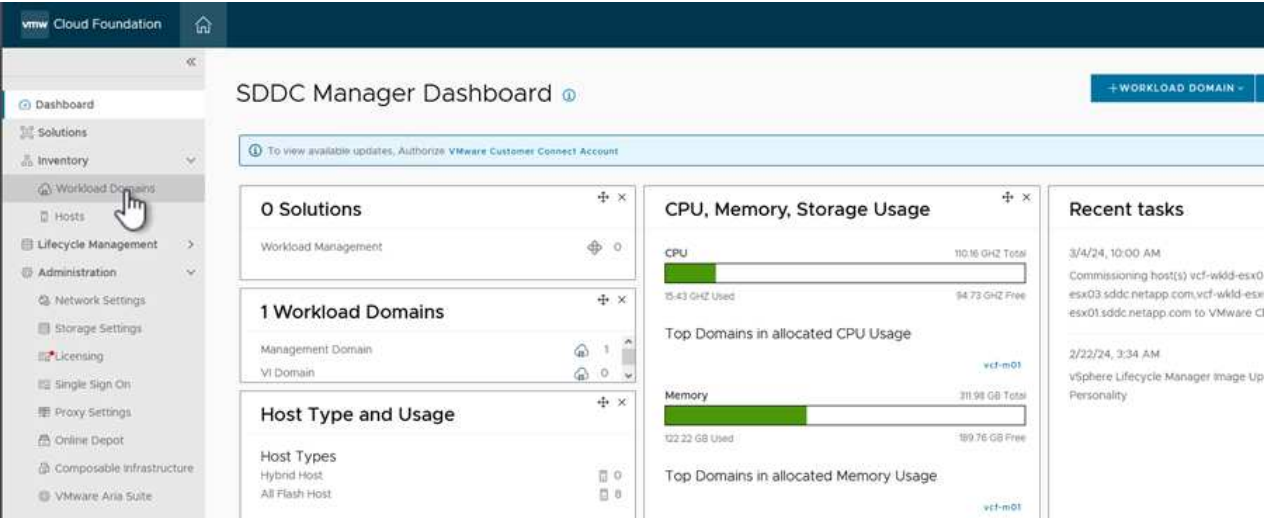 vmw Cloud Foundation
Dashboard
Solutions
Inventory
Workload Domains
Hosts
Lifecycle Management
Administration
Network Settings
Storage Settings
Licensing
Single Sign On
Proxy Settings
Online Depot
Composable Infrastructure
VMware Aria Suite
SDDC Manager Dashboard
+ WORKLOAD DOMAIN
To view available updates, Authorize VMware Customer Connect Account
0 Solutions
Workload Management 0
1 Workload Domains
Management Domain 1
VI Domain 0
Host Type and Usage
Host Types
Hybrid Host 0
All Flash Host 8
CPU, Memory, Storage Usage
CPU 110.16 GHZ Total
15.43 GHZ Used 94.73 GHZ Free
Top Domains in allocated CPU Usage
vcf-m01
Memory 311.98 GB Total
122.22 GB Used 189.76 GB Free
Top Domains in allocated Memory Usage
vcf-m01
Recent tasks
3/4/24, 10:00 AM
Commissioning host(s) vcf-wkld-esx0
esx03.sddc.netapp.com,vcf-wkld-esx
esx01.sddc.netapp.com to VMware Cl
2/22/24, 3:34 AM
vSphere Lifecycle Manager Image Up
Personality